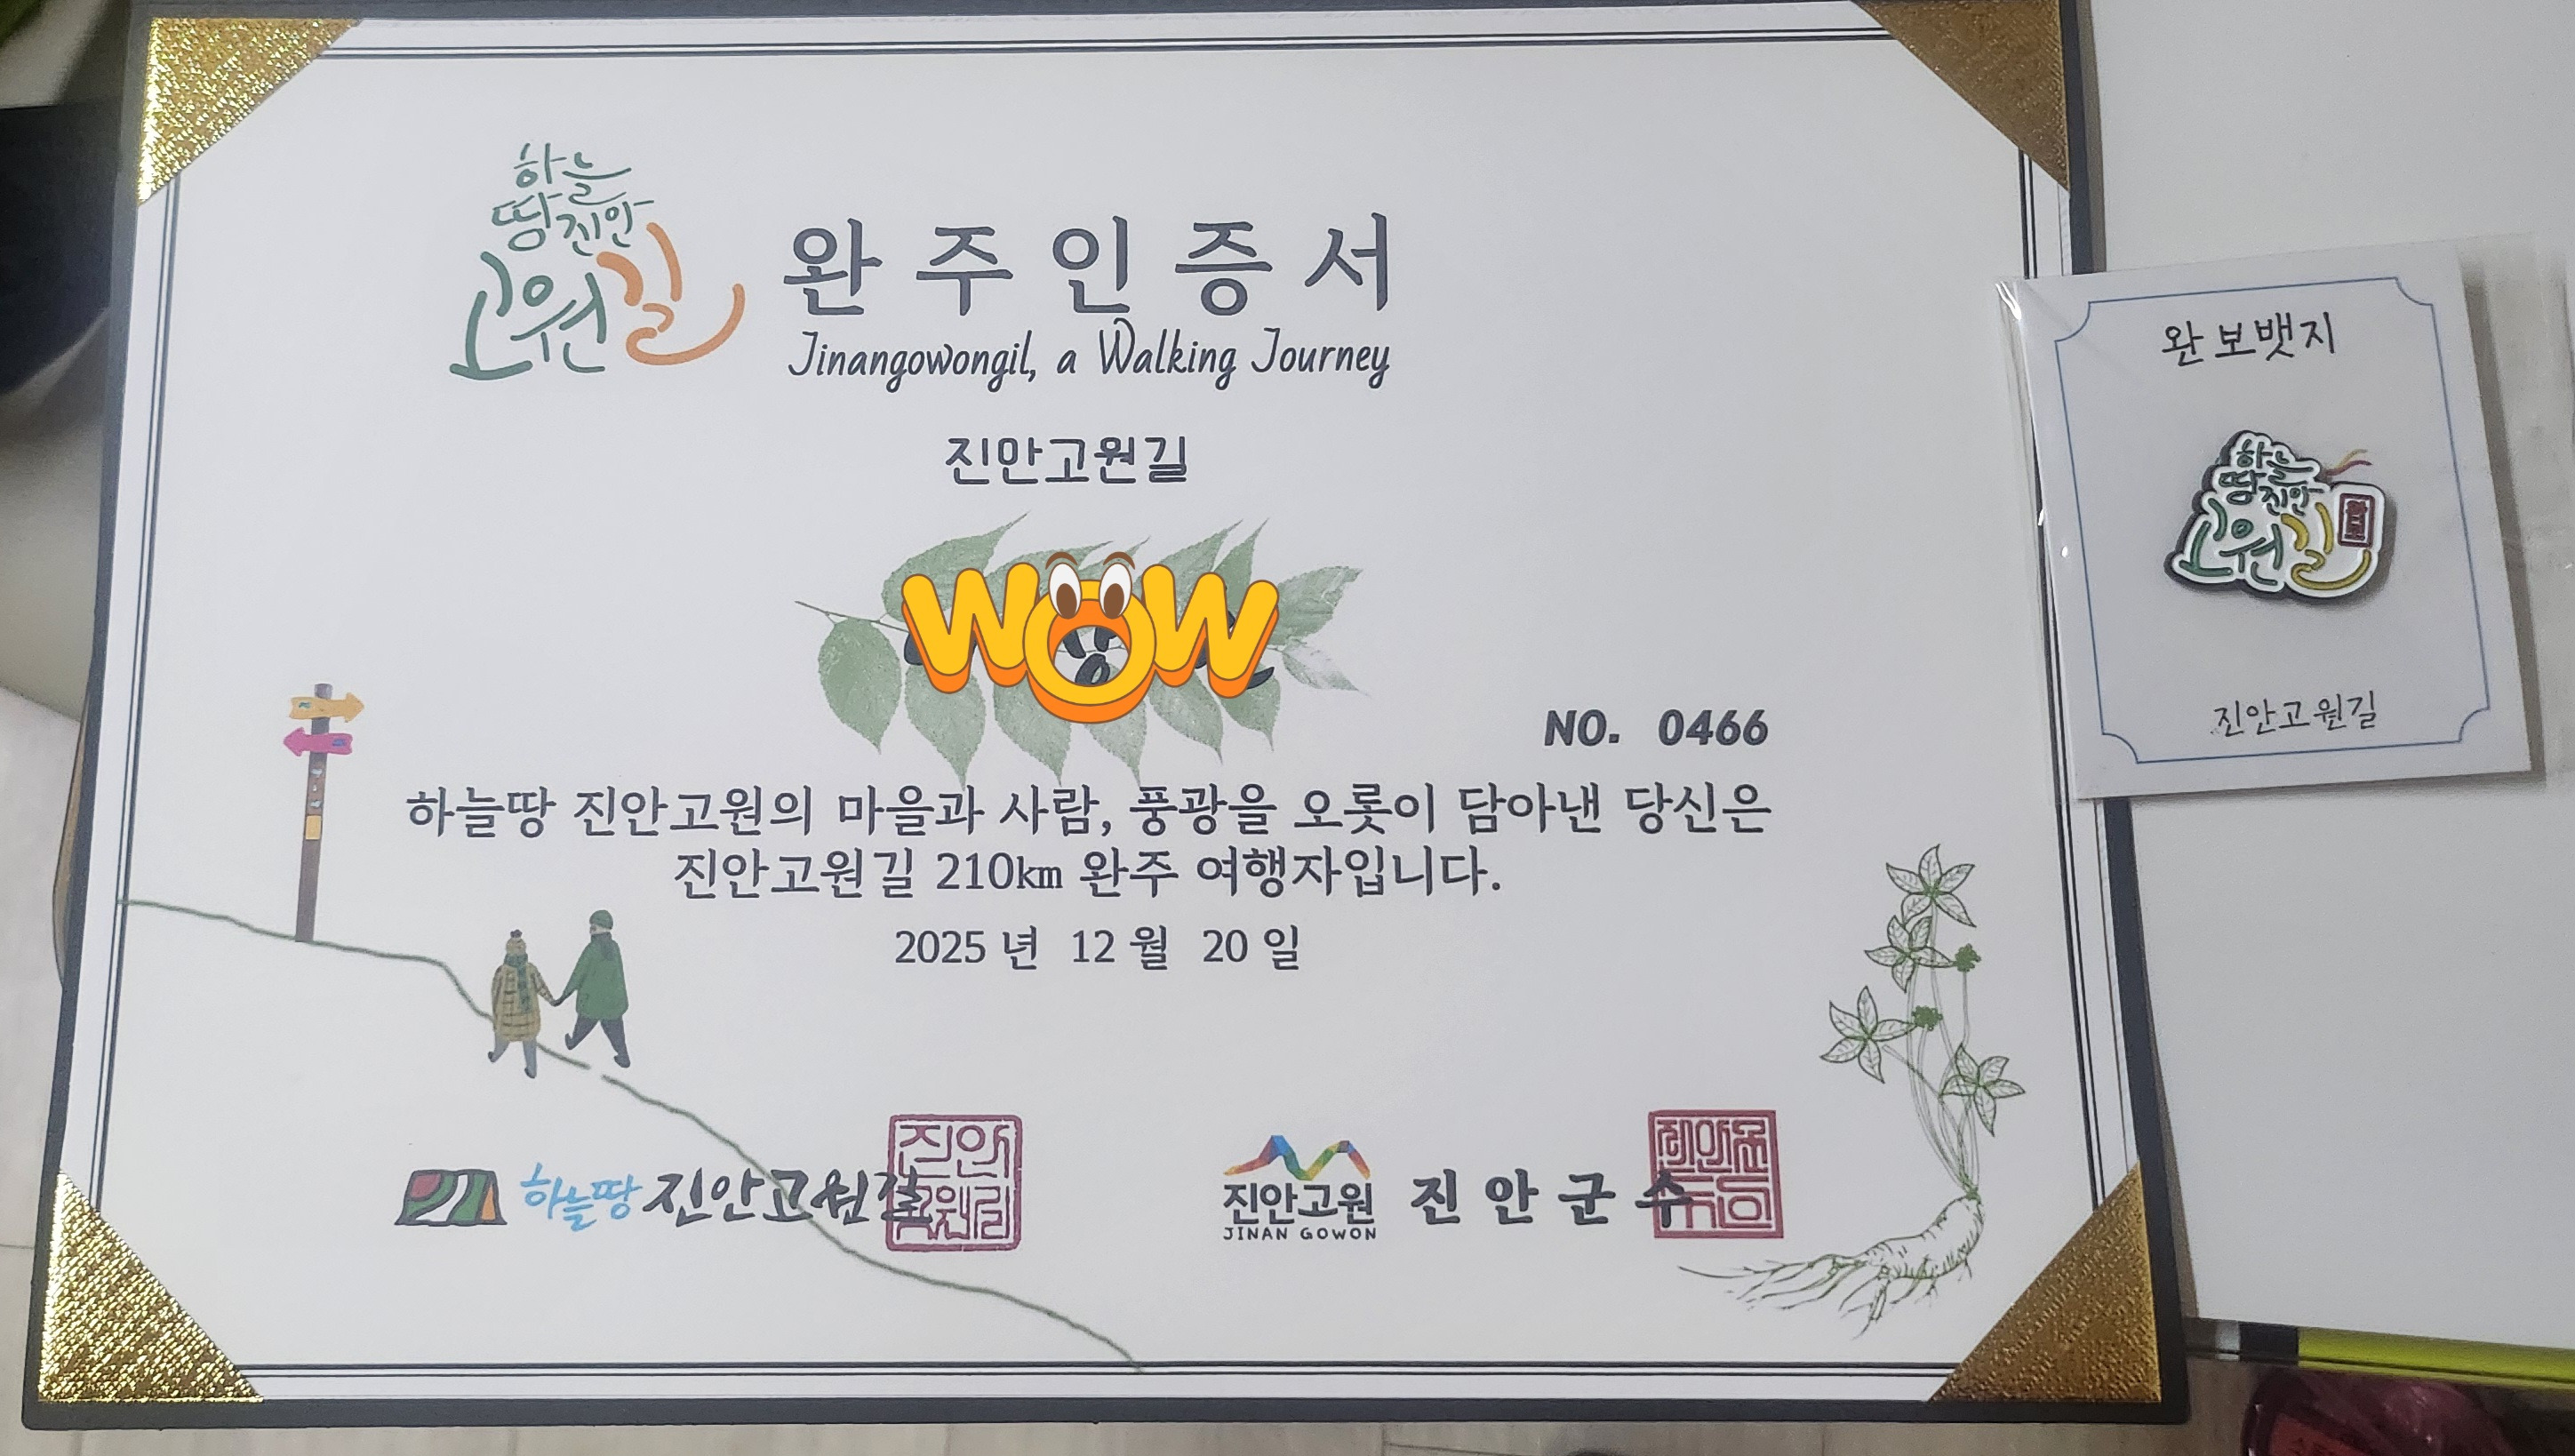 하늘
땅 진안
고원길
완주인증서
Jinangowongil, a Walking Journey
진안고원길
WOW
NO. 0466
하늘땅 진안고원의 마을과 사람, 풍광을 오롯이 담아낸 당신은
진안고원길 210km 완주 여행자입니다.
2025 년 12 월 20 일
하늘땅 진안고원길
진안고원
JINAN GOWON
진안군수
완보뱃지
하늘
땅 진안
고원길
진안고원길